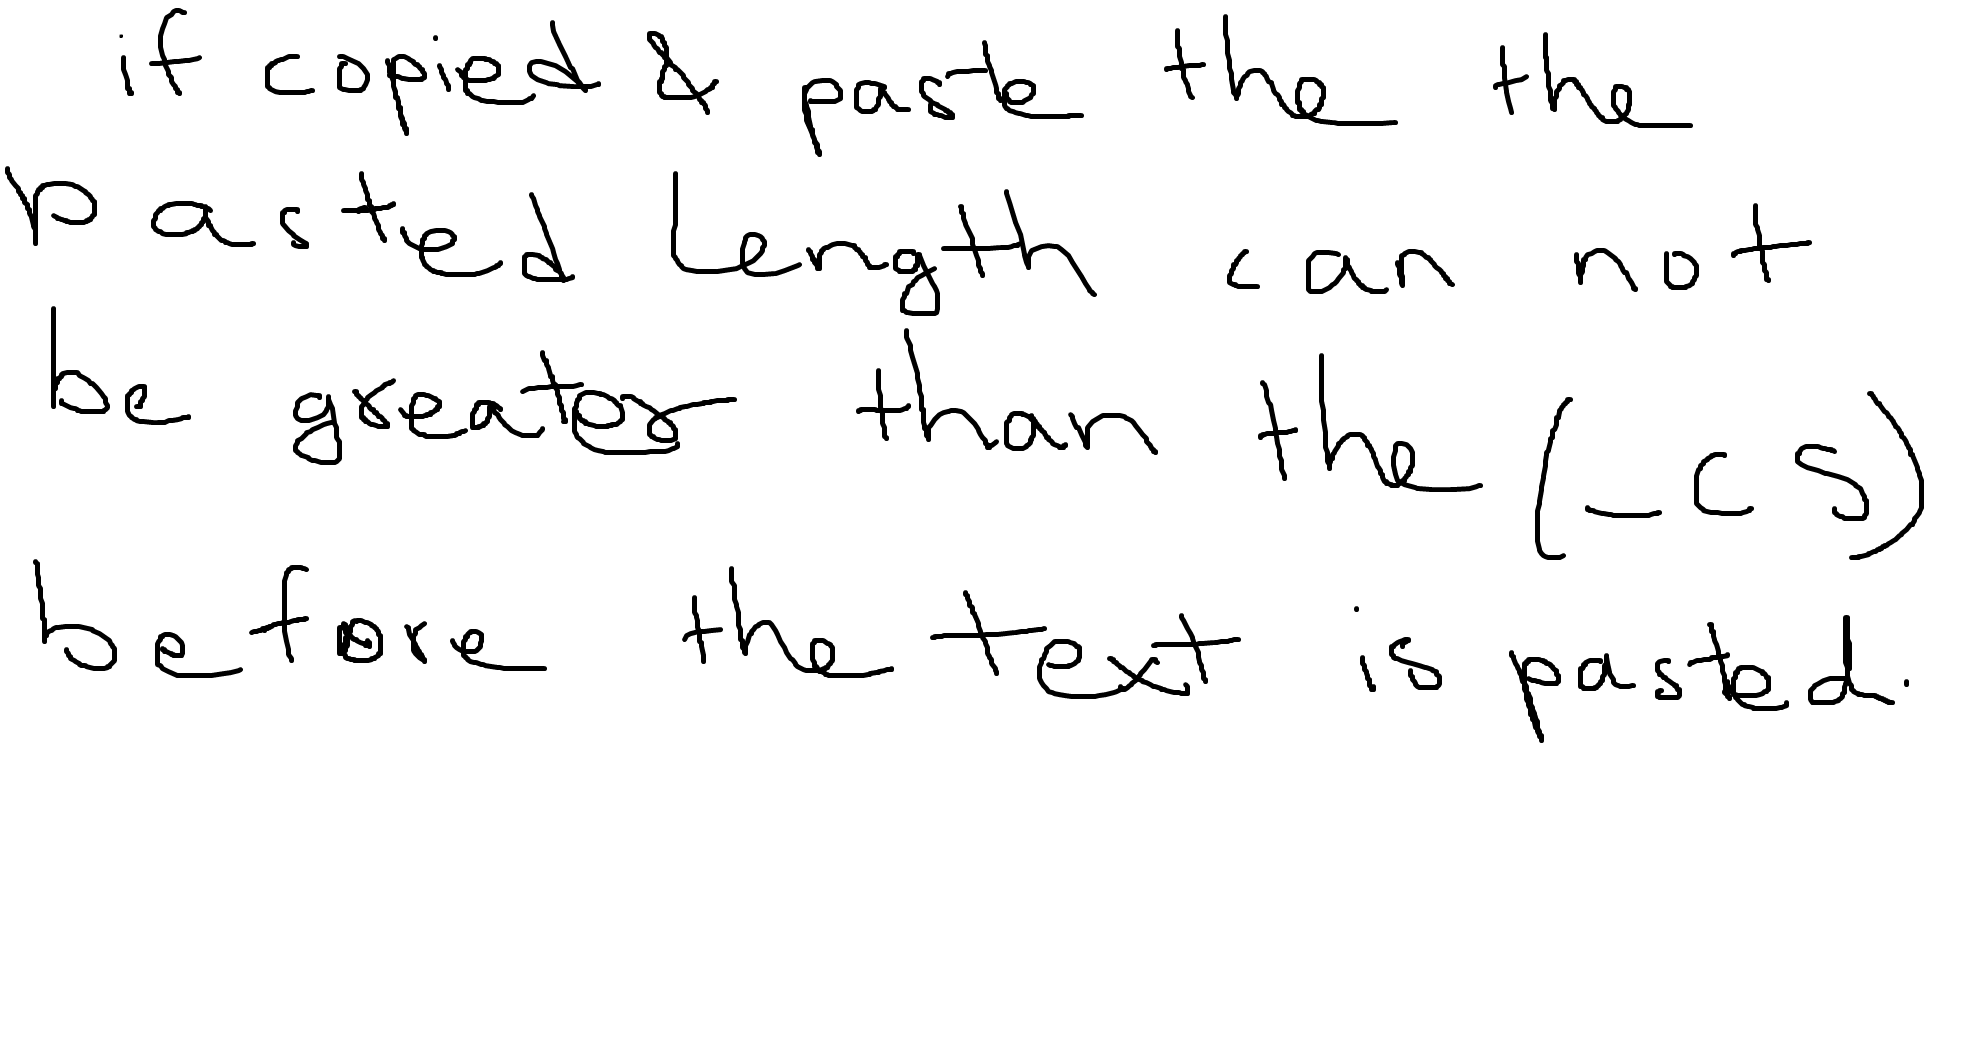 if copied & paste the the
pasted Length can not
be greater than the (_cs)
before the text is pasted.